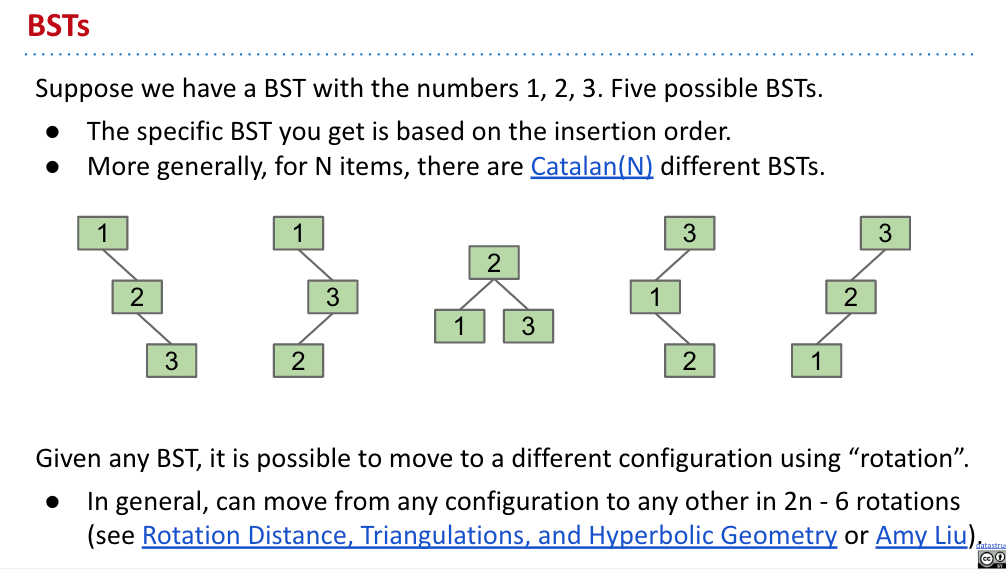 BSTs
Suppose we have a BST with the numbers 1, 2, 3. Five possible BSTs.
● The specific BST you get is based on the insertion order.
● More generally, for N items, there are Catalan(N) different BSTs.
1 1 3 3
2
2 3 1 2
1 3
3 2 2 1
Given any BST, it is possible to move to a different configuration using “rotation”.
● In general, can move from any configuration to any other in 2n - 6 rotations
(see Rotation Distance, Triangulations, and Hyperbolic Geometry or Amy Liu).
datastru
cc